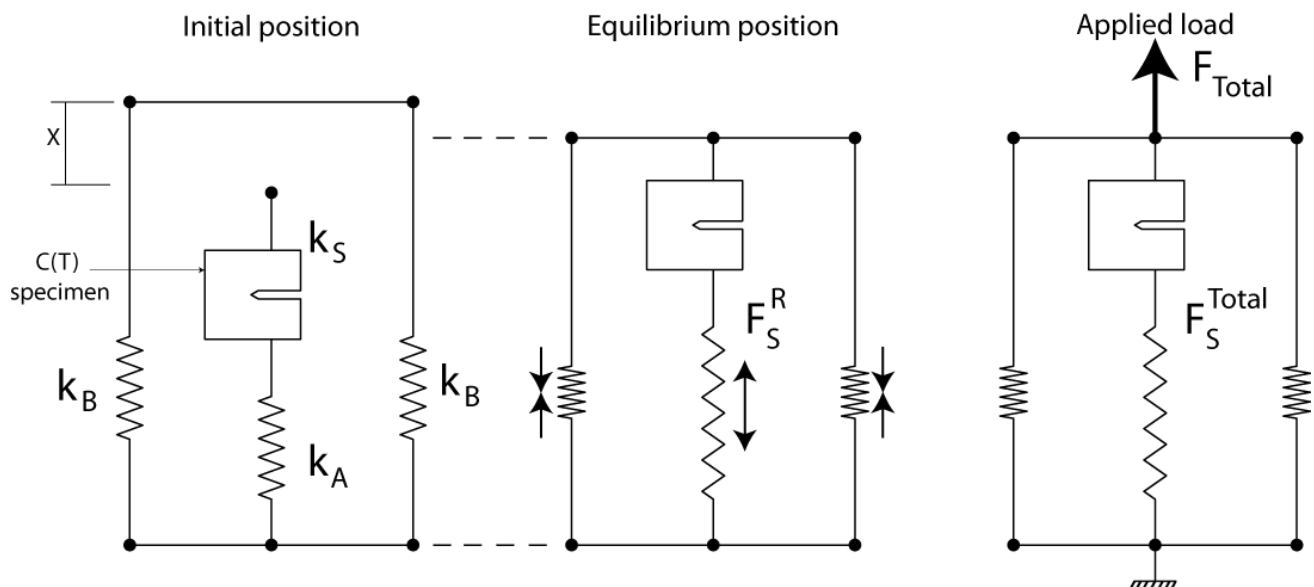 Initial position
Equilibrium position
Applied load
F_Total
X
k_S
C(T)
specimen
F_S^R
F_S^Total
k_B
k_B
k_A